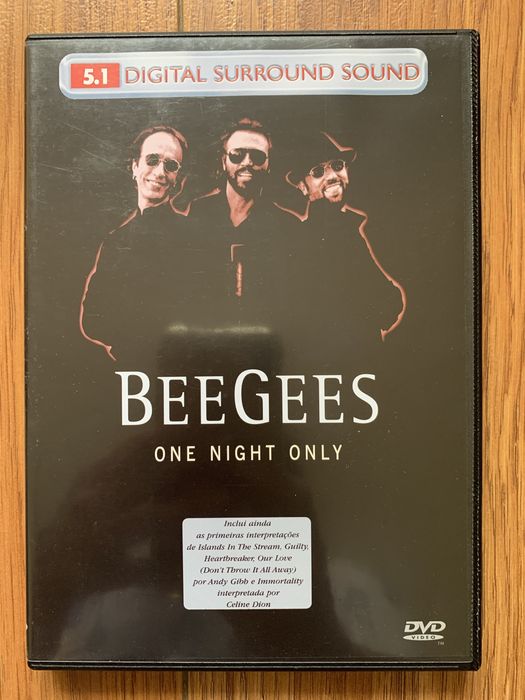 5.1 DIGITAL SURROUND SOUND
BEEGEES
ONE NIGHT ONLY
Inclui ainda
as primeiras interpretações
de Islands In The Stream, Guilty,
Heartbreaker, Our Love
(Don't Throw It All Away)
por Andy Gibb e Immortality
interpretada por
Celine Dion
DVD
VIDEO
TM